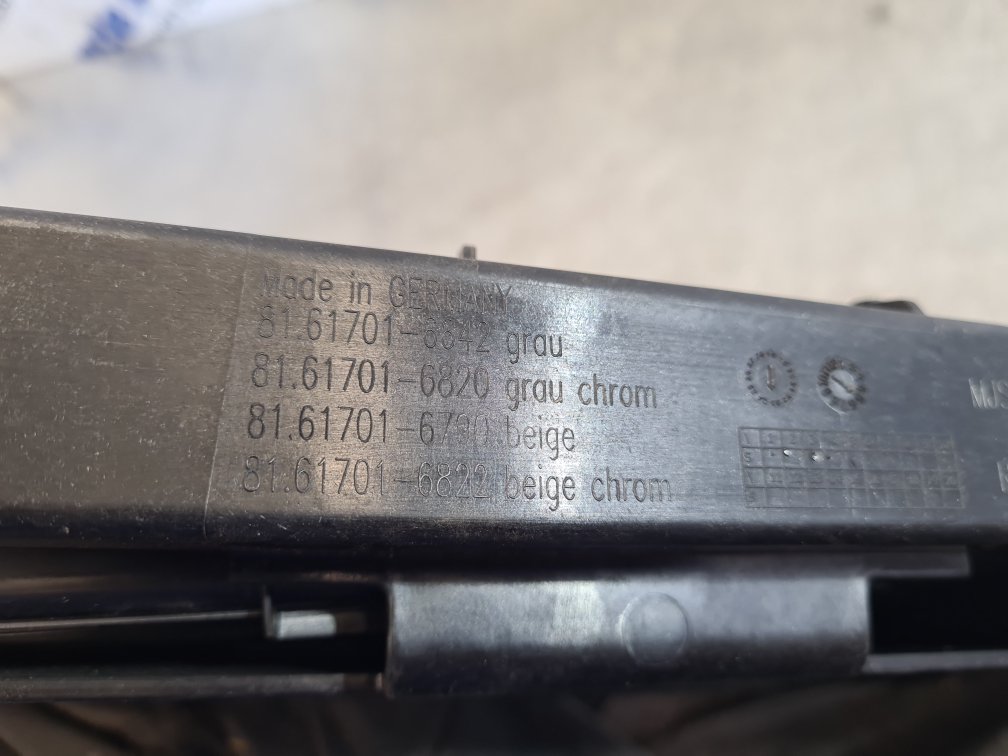 Made in GERMANY
81.61701-6842 grau
81.61701-6820 grau chrom
81.61701-6790 beige
81.61701-6822 beige chrom